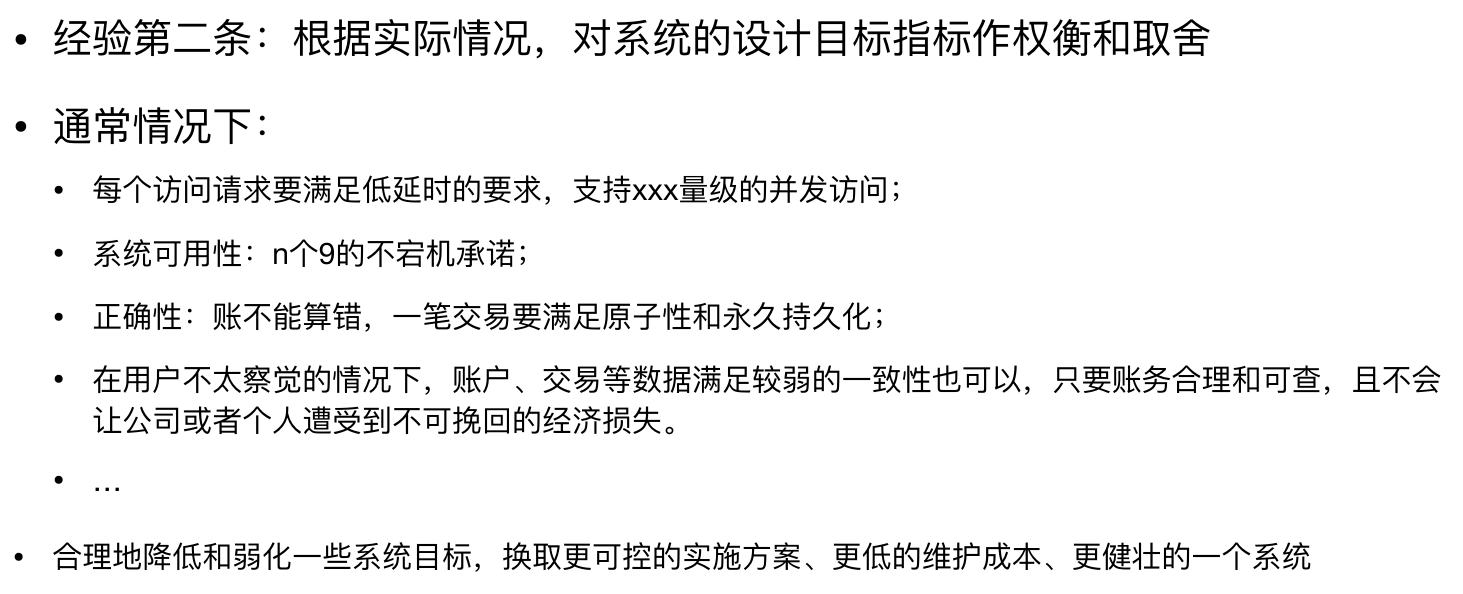 • 经验第二条：根据实际情况，对系统的设计目标指标作权衡和取舍
• 通常情况下：
• 每个访问请求要满足低延时的要求，支持xxx量级的并发访问；
• 系统可用性：n个9的不宕机承诺；
• 正确性：账不能算错，一笔交易要满足原子性和永久持久化；
• 在用户不太察觉的情况下，账户、交易等数据满足较弱的一致性也可以，只要账务合理和可查，且不会
让公司或者个人遭受到不可挽回的经济损失。
• …
• 合理地降低和弱化一些系统目标，换取更可控的实施方案、更低的维护成本、更健壮的一个系统